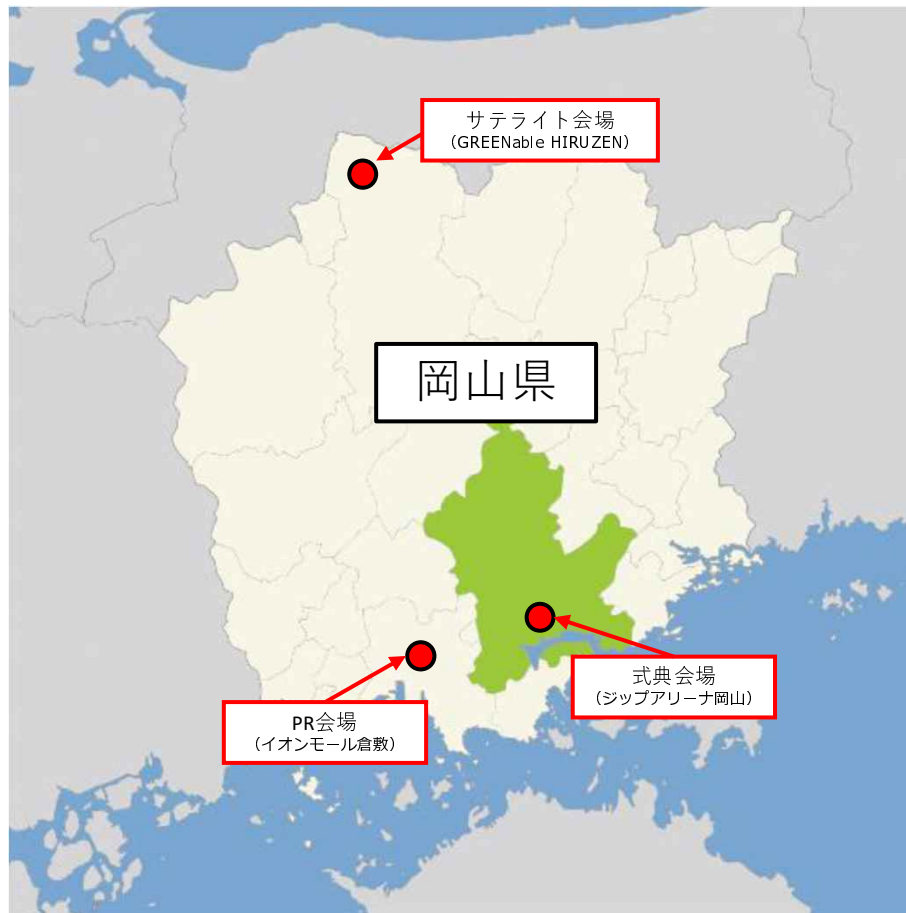 サテライト会場
（GREENable HIRUZEN）
岡山県
式典会場
（ジップアリーナ岡山）
PR会場
（イオンモール倉敷）